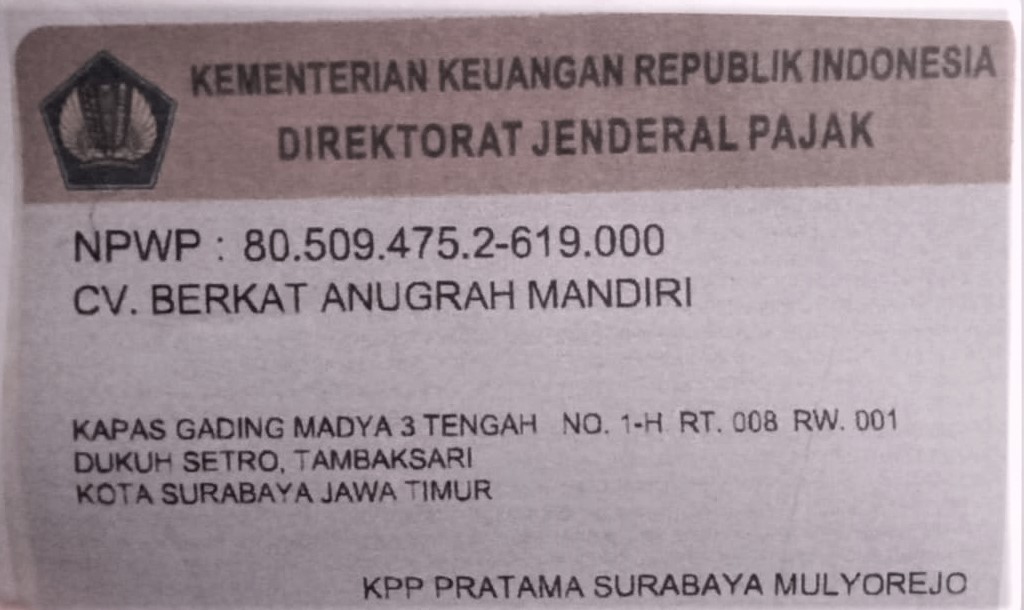 KEMENTERIAN KEUANGAN REPUBLIK INDONESIA
DIREKTORAT JENDERAL PAJAK
NPWP : 80.509.475.2-619.000
CV. BERKAT ANUGRAH MANDIRI
KAPAS GADING MADYA 3 TENGAH NO. 1-H RT. 008 RW. 001
DUKUH SETRO, TAMBAKSARI
KOTA SURABAYA JAWA TIMUR
KPP PRATAMA SURABAYA MULYOREJO